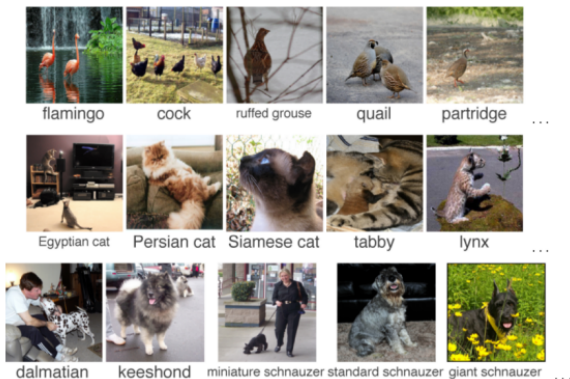 flamingo cock ruffed grouse quail partridge ...
Egyptian cat Persian cat Siamese cat tabby lynx ...
dalmatian keeshond miniature schnauzer standard schnauzer giant schnauzer ...